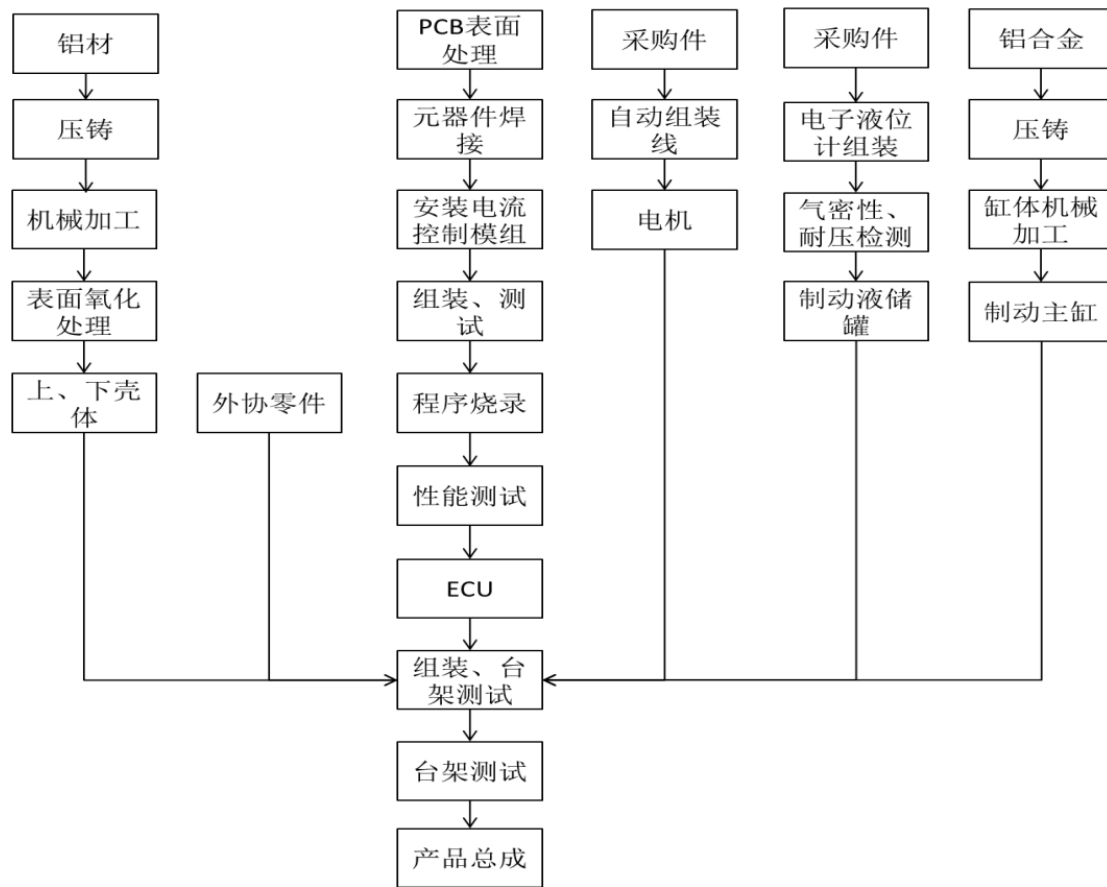 铝材
PCB表面
处理
采购件
采购件
铝合金
压铸
元器件焊
接
自动组装
线
电子液位
计组装
压铸
机械加工
安装电流
控制模组
电机
气密性、
耐压检测
缸体机械
加工
表面氧化
处理
组装、测
试
制动液储
罐
制动主缸
上、下壳
体
外协零件
程序烧录
性能测试
ECU
组装、台
架测试
台架测试
产品总成